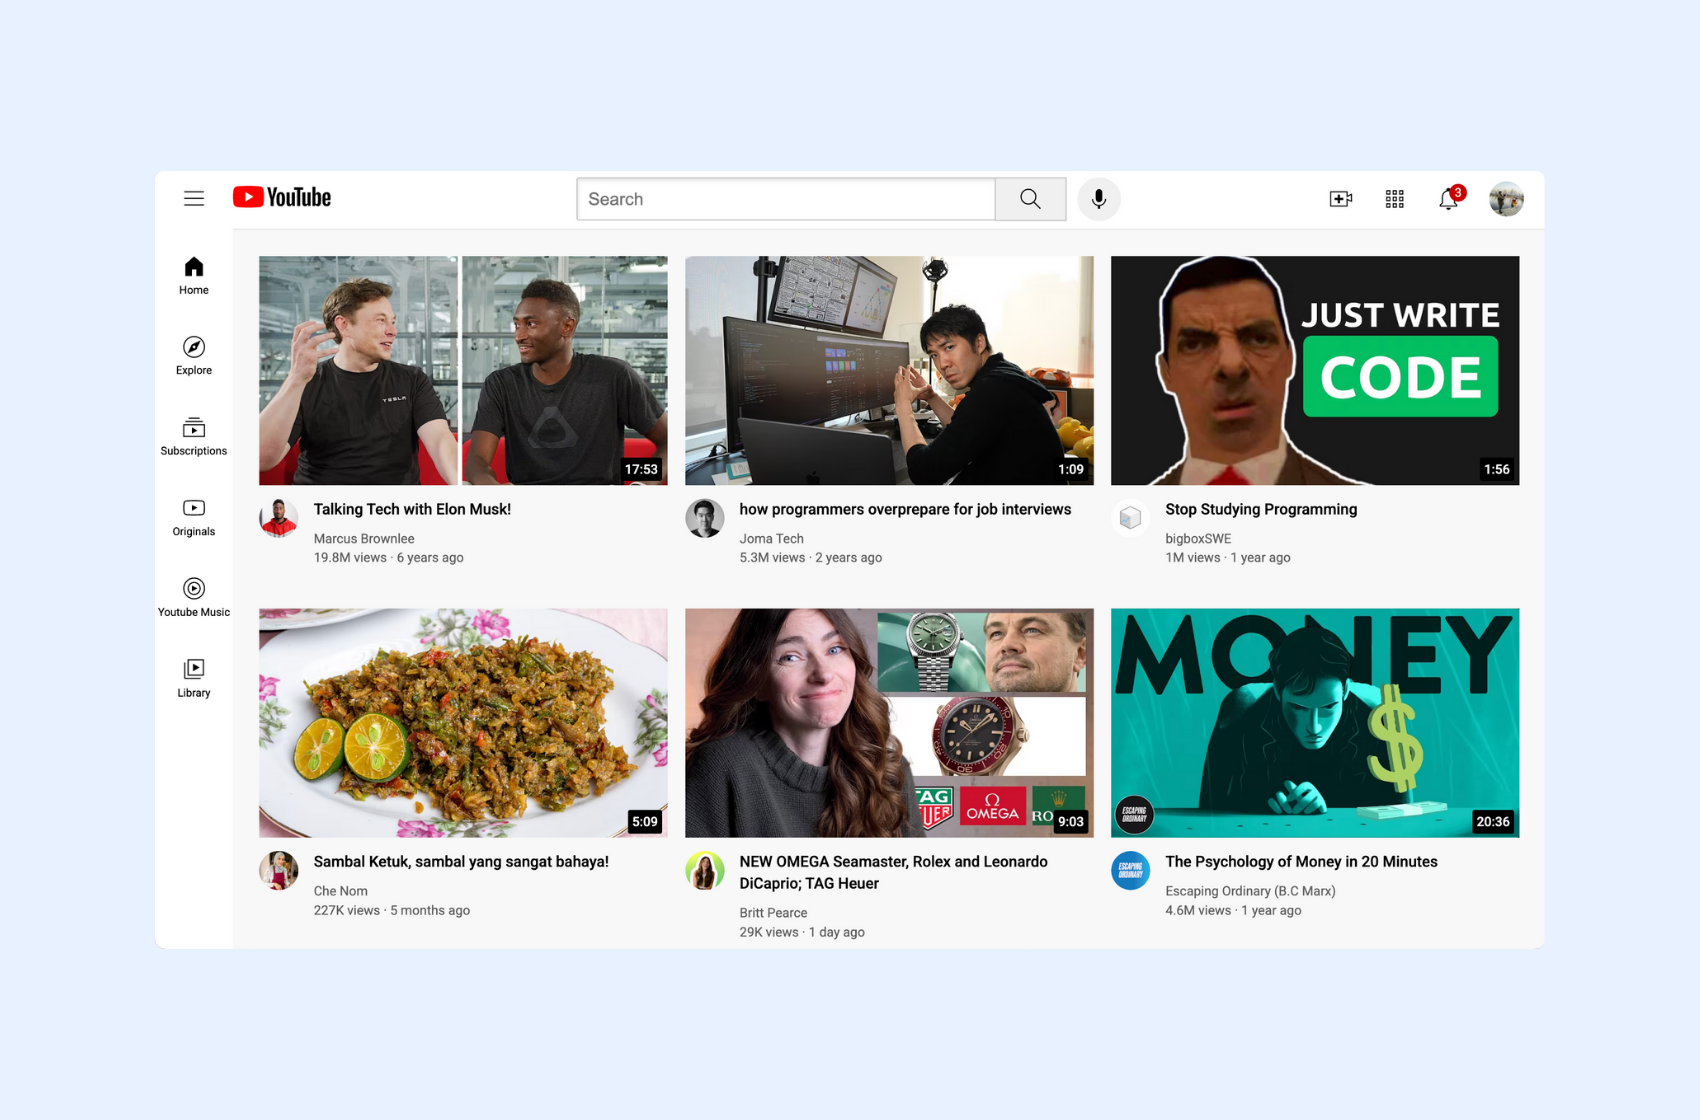 YouTube
Search
3
Home
Explore
Subscriptions
Originals
Youtube Music
Library
TESLA
17:53
Talking Tech with Elon Musk!
Marcus Brownlee
19.8M views · 6 years ago
1:09
how programmers overprepare for job interviews
Joma Tech
5.3M views · 2 years ago
JUST WRITE
CODE
1:56
Stop Studying Programming
bigboxSWE
1M views · 1 year ago
5:09
Sambal Ketuk, sambal yang sangat bahaya!
Che Nom
227K views · 5 months ago
TAG
HEUER
OMEGA
RO
9:03
NEW OMEGA Seamaster, Rolex and Leonardo
DiCaprio; TAG Heuer
Britt Pearce
29K views · 1 day ago
MONEY
$
ESCAPING
ORDINARY
20:36
ESCAPING
ORDINARY
The Psychology of Money in 20 Minutes
Escaping Ordinary (B.C Marx)
4.6M views · 1 year ago